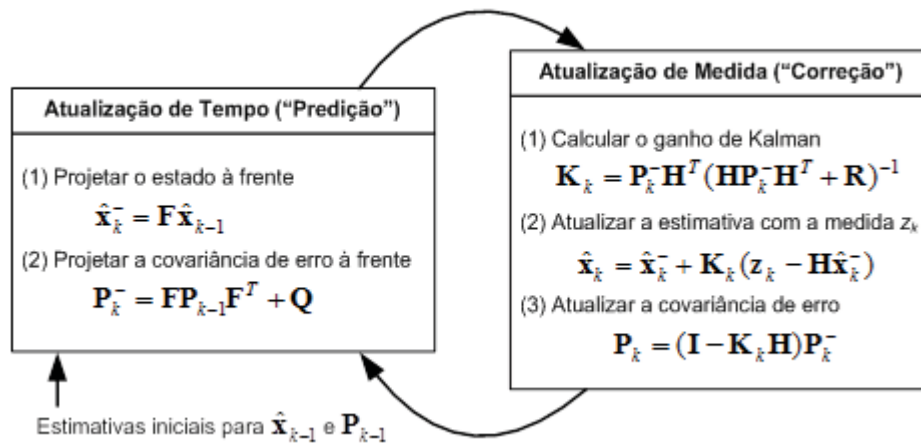 Atualização de Tempo (“Predição”)
(1) Projetar o estado à frente
x̂ₖ⁻ = Fx̂ₖ₋₁
(2) Projetar a covariância de erro à frente
Pₖ⁻ = FPₖ₋₁Fᵀ + Q
Estimativas iniciais para x̂ₖ₋₁ e Pₖ₋₁
Atualização de Medida (“Correção”)
(1) Calcular o ganho de Kalman
Kₖ = Pₖ⁻Hᵀ(HPₖ⁻Hᵀ + R)⁻¹
(2) Atualizar a estimativa com a medida zₖ
x̂ₖ = x̂ₖ⁻ + Kₖ(zₖ − Hx̂ₖ⁻)
(3) Atualizar a covariância de erro
Pₖ = (I − KₖH)Pₖ⁻